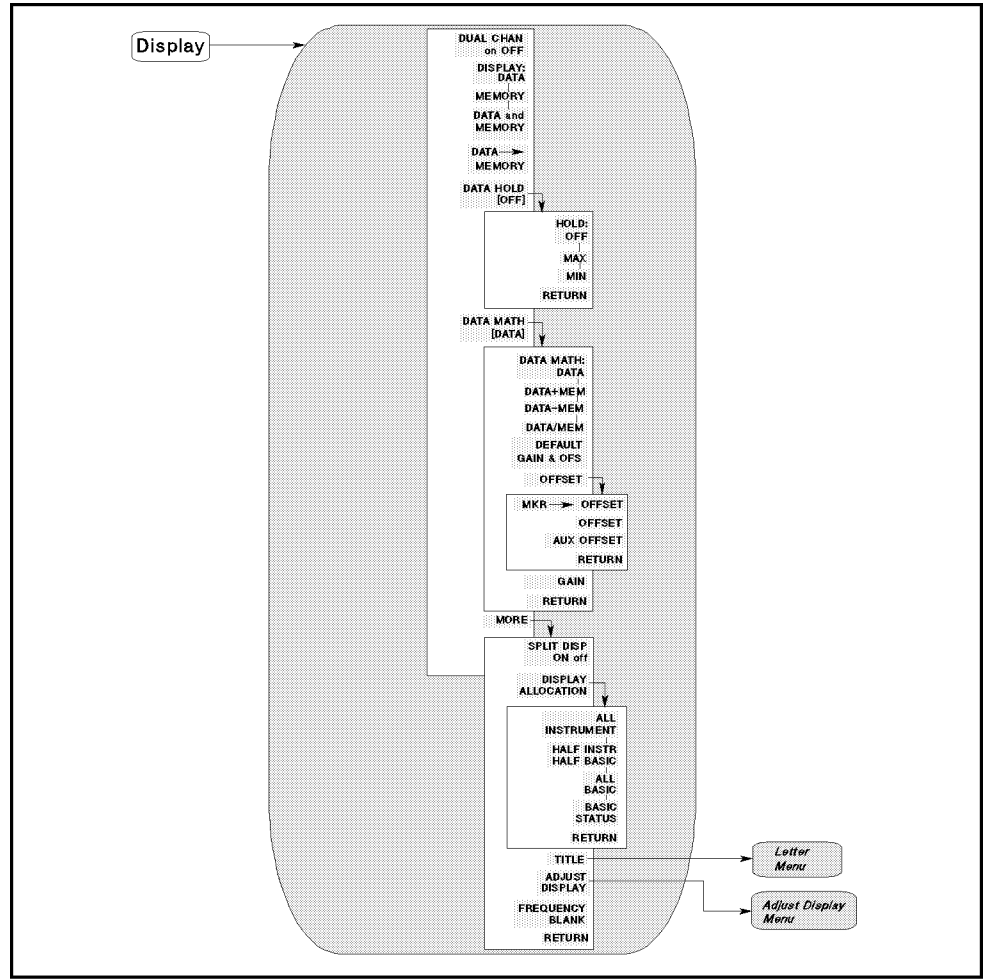 Display
DUAL CHAN
on OFF
DISPLAY:
DATA
MEMORY
DATA and
MEMORY
DATA
MEMORY
DATA HOLD
[OFF]
HOLD:
OFF
MAX
MIN
RETURN
DATA MATH
[DATA]
DATA MATH:
DATA
DATA+MEM
DATA-MEM
DATA/MEM
DEFAULT
GAIN & OFS
OFFSET
MKR OFFSET
OFFSET
AUX OFFSET
RETURN
GAIN
RETURN
MORE
SPLIT DISP
ON off
DISPLAY
ALLOCATION
ALL
INSTRUMENT
HALF INSTR
HALF BASIC
ALL
BASIC
BASIC
STATUS
RETURN
TITLE
Letter
Menu
ADJUST
DISPLAY
Adjust Display
Menu
FREQUENCY
BLANK
RETURN